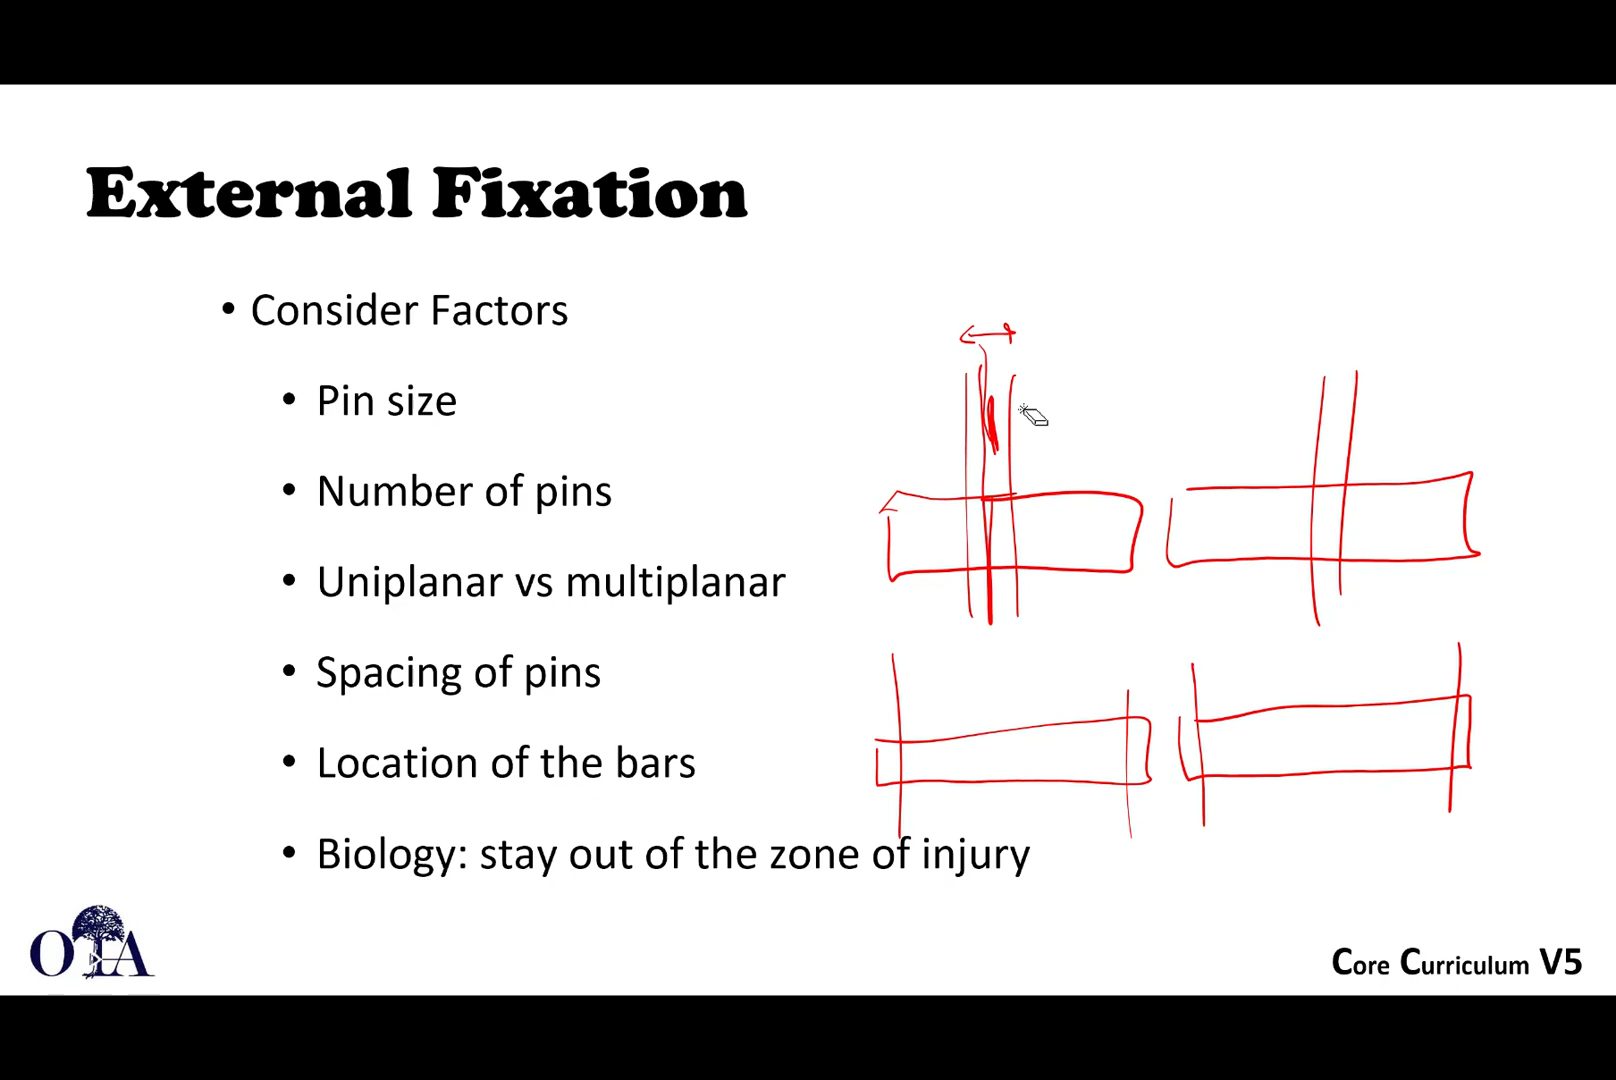 External Fixation
• Consider Factors
• Pin size
• Number of pins
• Uniplanar vs multiplanar
• Spacing of pins
• Location of the bars
• Biology: stay out of the zone of injury
OTA
Core Curriculum V5